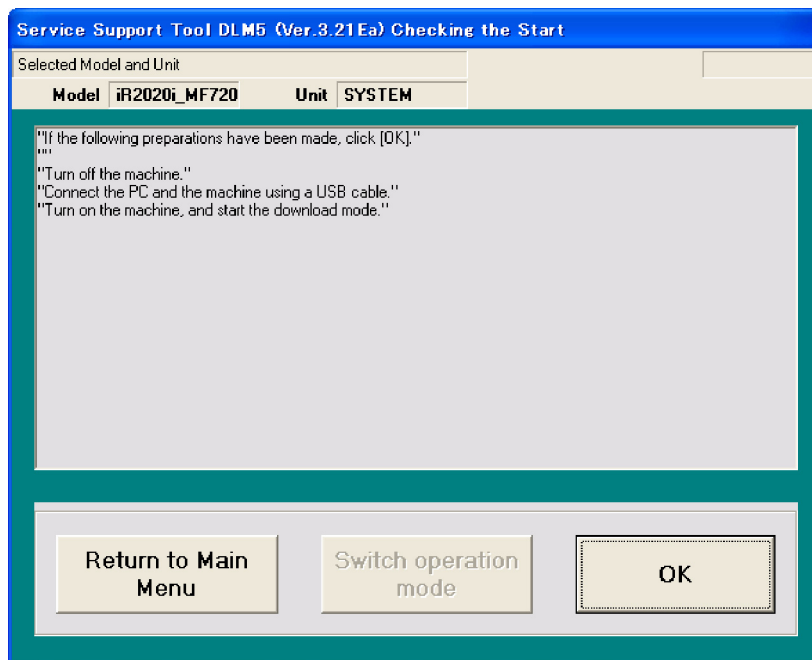 Service Support Tool DLM5 (Ver.3.21Ea) Checking the Start
Selected Model and Unit
Model iR2020i_MF720 Unit SYSTEM
"If the following preparations have been made, click [OK]."
""
"Turn off the machine."
"Connect the PC and the machine using a USB cable."
"Turn on the machine, and start the download mode."
Return to Main
Menu
Switch operation
mode
OK